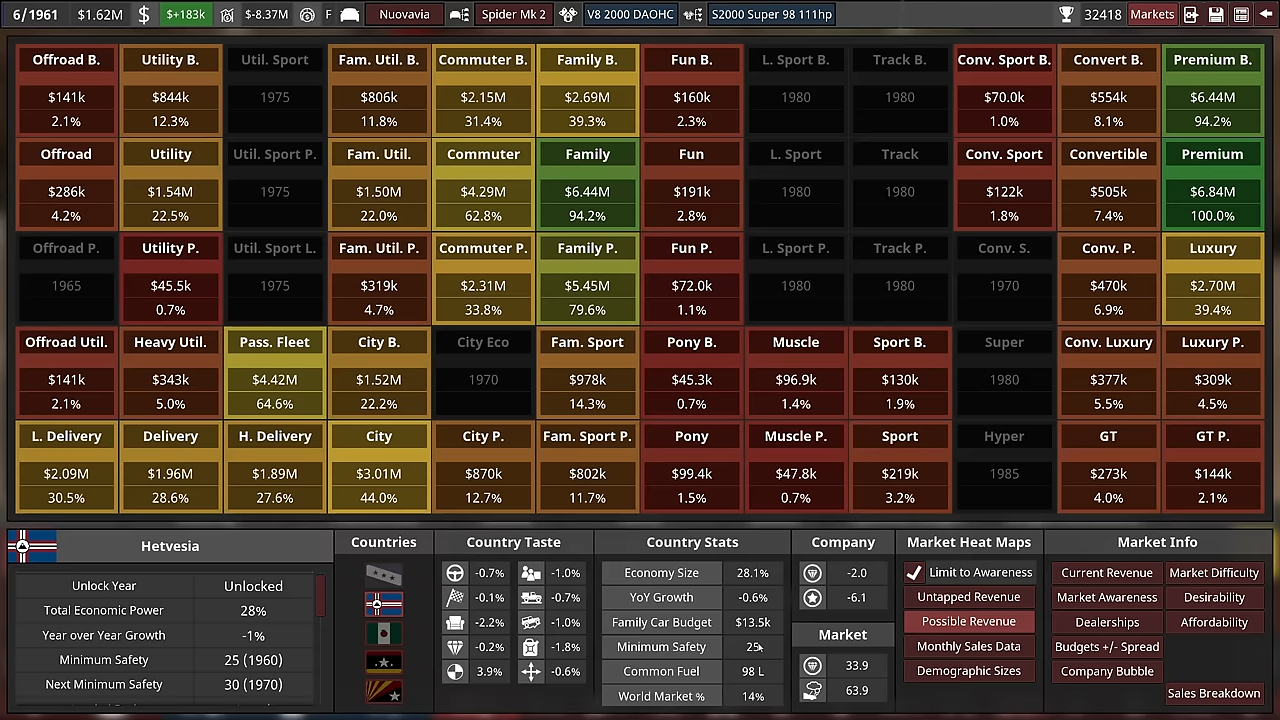 6/1961 $1.62M $ $+183k $-8.37M F Nuovavia Spider Mk 2 V8 2000 DAOHC S2000 Super 98 111hp 32418 Markets
Offroad B. Utility B. Util. Sport Fam. Util. B. Commuter B. Family B. Fun B. L. Sport B. Track B. Conv. Sport B. Convert B. Premium B.
$141k $844k 1975 $806k $2.15M $2.69M $160k 1980 1980 $70.0k $554k $6.44M
2.1% 12.3% 11.8% 31.4% 39.3% 2.3% 1.0% 8.1% 94.2%
Offroad Utility Util. Sport P. Fam. Util. Commuter Family Fun L. Sport Track Conv. Sport Convertible Premium
$286k $1.54M 1975 $1.50M $4.29M $6.44M $191k 1980 1980 $122k $505k $6.84M
4.2% 22.5% 22.0% 62.8% 94.2% 2.8% 1.8% 7.4% 100.0%
Offroad P. Utility P. Util. Sport L. Fam. Util. P. Commuter P. Family P. Fun P. L. Sport P. Track P. Conv. S. Conv. P. Luxury
1965 $45.5k 1975 $319k $2.31M $5.45M $72.0k 1980 1980 1970 $470k $2.70M
0.7% 4.7% 33.8% 79.6% 1.1% 6.9% 39.4%
Offroad Util. Heavy Util. Pass. Fleet City B. City Eco Fam. Sport Pony B. Muscle Sport B. Super Conv. Luxury Luxury P.
$141k $343k $4.42M $1.52M 1970 $978k $45.3k $96.9k $130k 1980 $377k $309k
2.1% 5.0% 64.6% 22.2% 14.3% 0.7% 1.4% 1.9% 5.5% 4.5%
L. Delivery Delivery H. Delivery City City P. Fam. Sport P. Pony Muscle P. Sport Hyper GT GT P.
$2.09M $1.96M $1.89M $3.01M $870k $802k $99.4k $47.8k $219k 1985 $273k $144k
30.5% 28.6% 27.6% 44.0% 12.7% 11.7% 1.5% 0.7% 3.2% 4.0% 2.1%
Hetvesia
Unlock Year Unlocked
Total Economic Power 28%
Year over Year Growth -1%
Minimum Safety 25 (1960)
Next Minimum Safety 30 (1970)
Countries
Country Taste
-0.7% -1.0%
-0.1% -0.7%
-2.2% -1.0%
-0.2% -1.8%
3.9% -0.6%
Country Stats
Economy Size 28.1%
YoY Growth -0.6%
Family Car Budget $13.5k
Minimum Safety 25
Common Fuel 98 L
World Market % 14%
Company
-2.0
-6.1
Market
33.9
63.9
Market Heat Maps
Limit to Awareness
Untapped Revenue
Possible Revenue
Monthly Sales Data
Demographic Sizes
Market Info
Current Revenue Market Difficulty
Market Awareness Desirability
Dealerships Affordability
Budgets +/- Spread
Company Bubble
Sales Breakdown